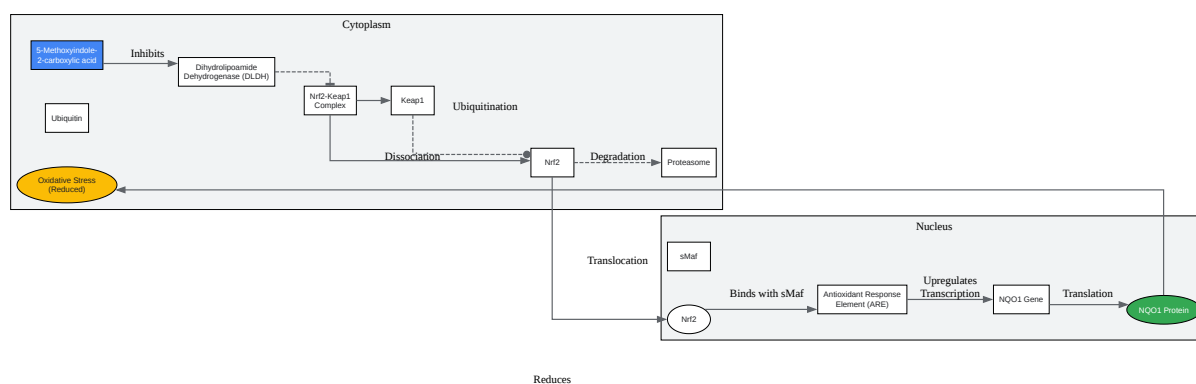 Cytoplasm
5-Methoxyindole-
2-carboxylic acid
Inhibits
Dihydrolipoamide
Dehydrogenase (DLDH)
Nrf2-Keap1
Complex
Keap1
Ubiquitination
Ubiquitin
Dissociation
Nrf2
Degradation
Proteasome
Oxidative Stress
(Reduced)
Nucleus
sMaf
Translocation
Nrf2
Binds with sMaf
Antioxidant Response
Element (ARE)
Upregulates
Transcription
NQO1 Gene
Translation
NQO1 Protein
Reduces